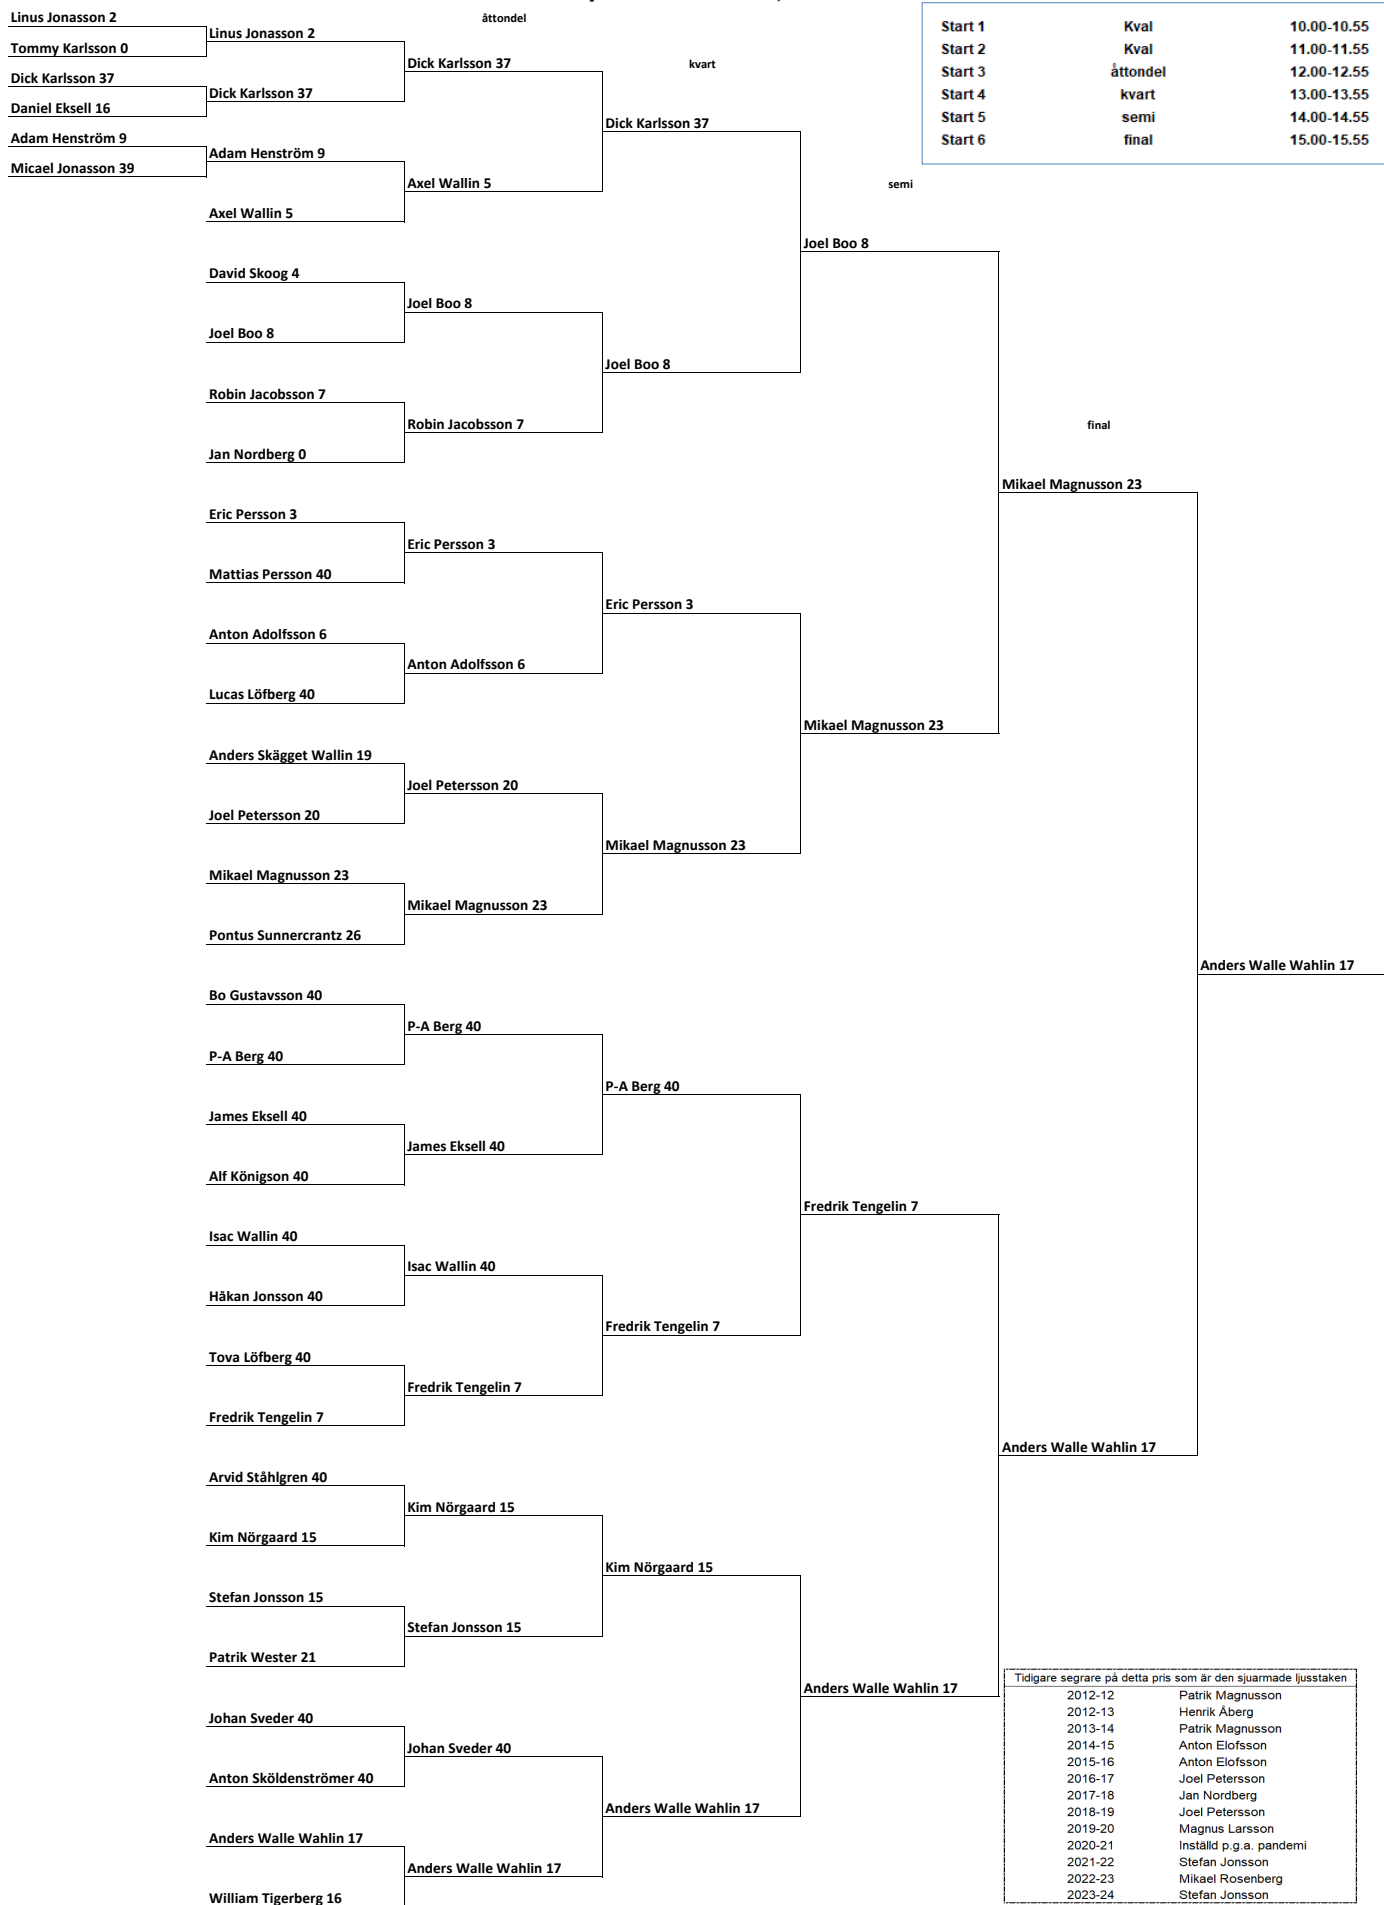 Linus Jonasson 2
åttondel
Start 1 Kval 10.00-10.55
Linus Jonasson 2
Tommy Karlsson 0
Start 2 Kval 11.00-11.55
Dick Karlsson 37
kvart
Start 3 åttondel 12.00-12.55
Dick Karlsson 37
Dick Karlsson 37
Start 4 kvart 13.00-13.55
Daniel Eksell 16
Start 5 semi 14.00-14.55
Dick Karlsson 37
Adam Henström 9
Start 6 final 15.00-15.55
Adam Henström 9
Micael Jonasson 39
Axel Wallin 5
semi
Axel Wallin 5
Joel Boo 8
David Skoog 4
Joel Boo 8
Joel Boo 8
Joel Boo 8
Robin Jacobsson 7
Robin Jacobsson 7
final
Jan Nordberg 0
Mikael Magnusson 23
Eric Persson 3
Eric Persson 3
Mattias Persson 40
Eric Persson 3
Anton Adolfsson 6
Anton Adolfsson 6
Lucas Löfberg 40
Mikael Magnusson 23
Anders Skägget Wallin 19
Joel Petersson 20
Joel Petersson 20
Mikael Magnusson 23
Mikael Magnusson 23
Mikael Magnusson 23
Pontus Sunnercrantz 26
Anders Walle Wahlin 17
Bo Gustavsson 40
P-A Berg 40
P-A Berg 40
P-A Berg 40
James Eksell 40
James Eksell 40
Alf Königson 40
Fredrik Tengelin 7
Isac Wallin 40
Isac Wallin 40
Håkan Jonsson 40
Fredrik Tengelin 7
Tova Löfberg 40
Fredrik Tengelin 7
Fredrik Tengelin 7
Anders Walle Wahlin 17
Arvid Ståhlgren 40
Kim Nörgaard 15
Kim Nörgaard 15
Kim Nörgaard 15
Stefan Jonsson 15
Stefan Jonsson 15
Patrik Wester 21
Anders Walle Wahlin 17
Johan Sveder 40
Johan Sveder 40
Anton Sköldenströmer 40
Anders Walle Wahlin 17
Anders Walle Wahlin 17
Anders Walle Wahlin 17
William Tigerberg 16
Tidigare segrare på detta pris som är den sjuarmade ljusstaken
2012-12 Patrik Magnusson
2012-13 Henrik Åberg
2013-14 Patrik Magnusson
2014-15 Anton Elofsson
2015-16 Anton Elofsson
2016-17 Joel Petersson
2017-18 Jan Nordberg
2018-19 Joel Petersson
2019-20 Magnus Larsson
2020-21 Inställd p.g.a. pandemi
2021-22 Stefan Jonsson
2022-23 Mikael Rosenberg
2023-24 Stefan Jonsson